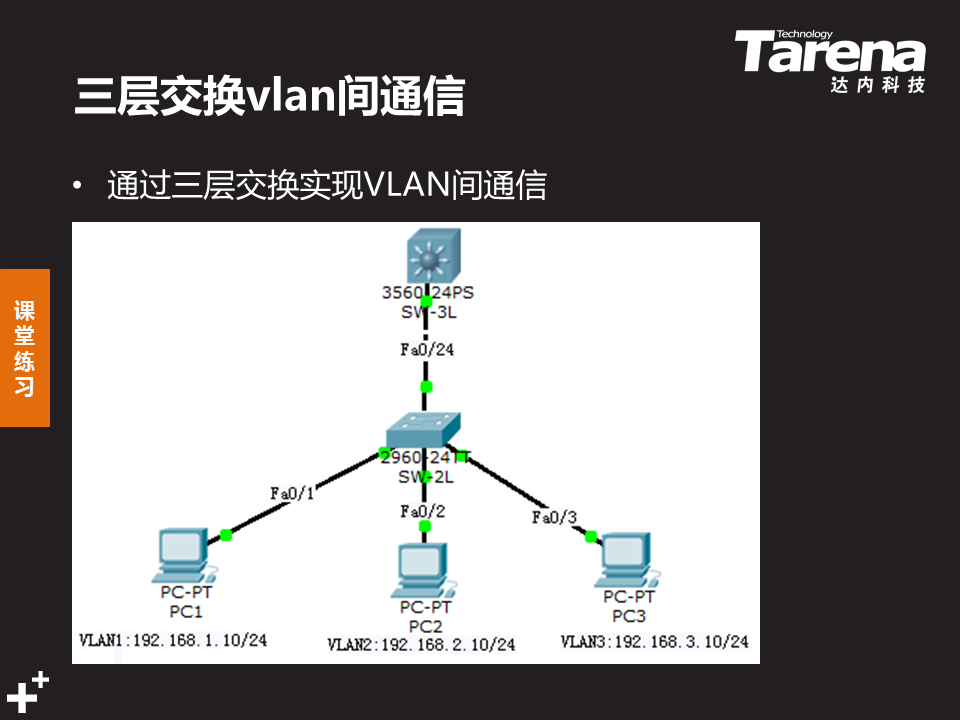 Technology
Tarena
达内科技
三层交换vlan间通信
• 通过三层交换实现VLAN间通信
课堂练习
3560-24PS
SW-3L
Fa0/24
2960-24TT
SW-2L
Fa0/1
Fa0/2
Fa0/3
PC-PT
PC1
PC-PT
PC2
PC-PT
PC3
VLAN1:192.168.1.10/24
VLAN2:192.168.2.10/24
VLAN3:192.168.3.10/24